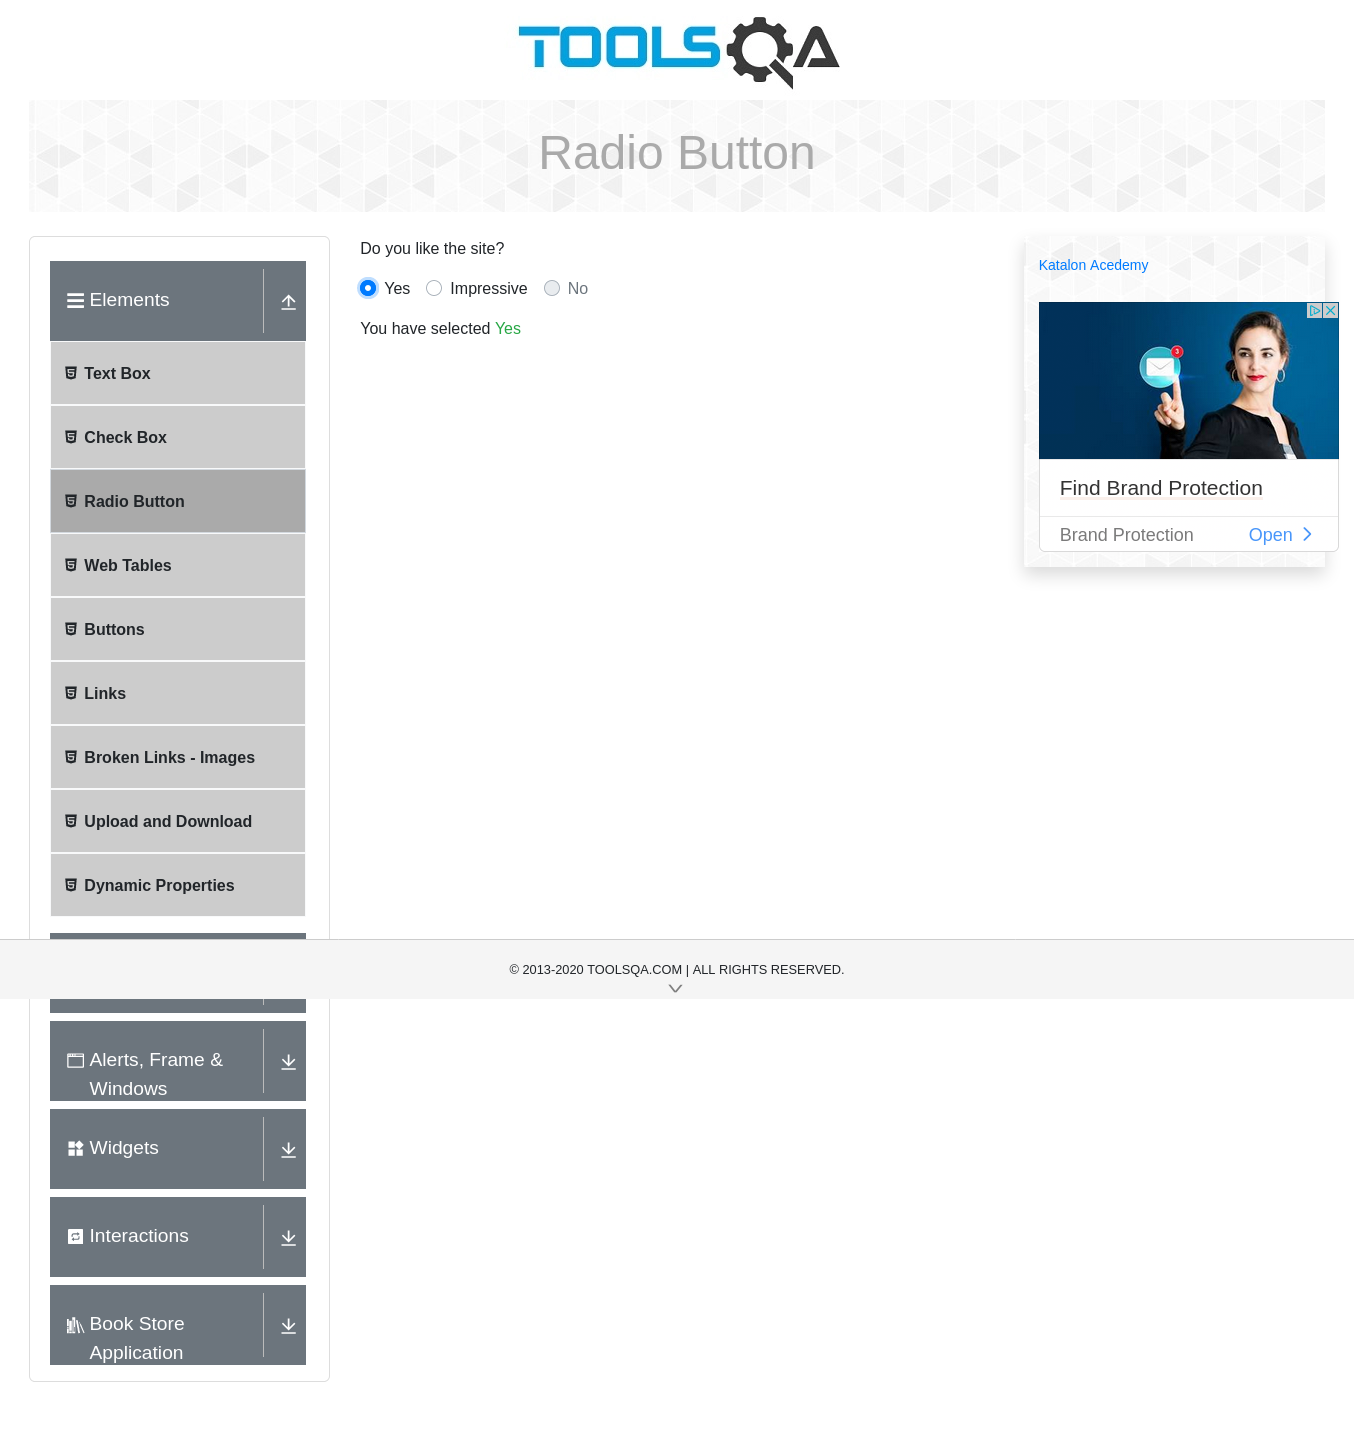 TOOLSQA
Radio Button
Elements
Text Box
Check Box
Radio Button
Web Tables
Buttons
Links
Broken Links - Images
Upload and Download
Dynamic Properties
Do you like the site?
Yes Impressive No
You have selected Yes
Katalon Acedemy
3
Find Brand Protection
Brand Protection Open
© 2013-2020 TOOLSQA.COM | ALL RIGHTS RESERVED.
Alerts, Frame &
Windows
Widgets
Interactions
Book Store
Application